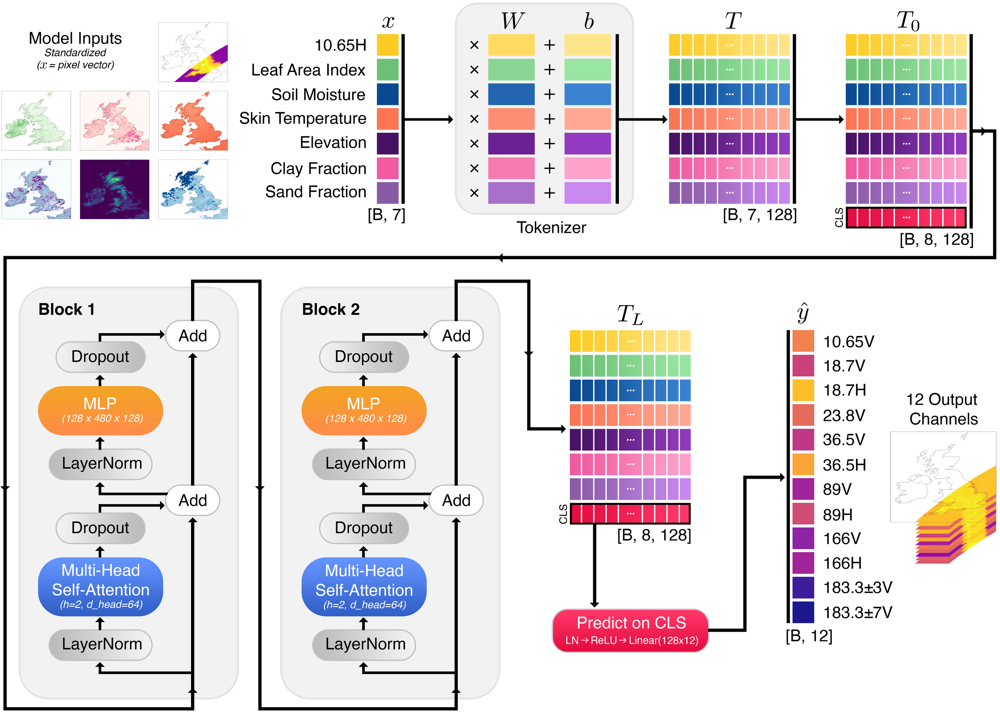 Model Inputs
Standardized
(x = pixel vector)
x
10.65H
Leaf Area Index
Soil Moisture
Skin Temperature
Elevation
Clay Fraction
Sand Fraction
[B, 7]
W
b
× +
× +
× +
× +
× +
× +
× +
Tokenizer
T
...
...
...
...
...
...
...
[B, 7, 128]
T₀
...
...
...
...
...
...
...
CLS
...
[B, 8, 128]
Block 1
Add
Dropout
MLP
(128 x 480 x 128)
LayerNorm
Add
Dropout
Multi-Head
Self-Attention
(h=2, d_head=64)
LayerNorm
Block 2
Add
Dropout
MLP
(128 x 480 x 128)
LayerNorm
Add
Dropout
Multi-Head
Self-Attention
(h=2, d_head=64)
LayerNorm
T_L
...
...
...
...
...
...
...
CLS
...
[B, 8, 128]
Predict on CLS
LN→ReLU→Linear(128x12)
ŷ
10.65V
18.7V
18.7H
23.8V
36.5V
36.5H
89V
89H
166V
166H
183.3±3V
183.3±7V
[B, 12]
12 Output
Channels